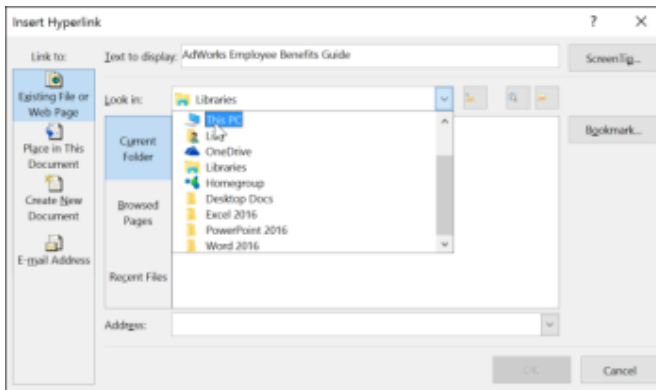 Insert Hyperlink
Link to:
Text to display: AdWorks Employee Benefits Guide
ScreenTip...
Existing File or
Web Page
Look in: Libraries
This PC
Bookmark...
Place in This
Document
Current
Folder
OneDrive
Libraries
Homegroup
Create New
Document
Browsed
Pages
Desktop Docs
Excel 2016
PowerPoint 2016
Word 2016
E-mail Address
Recent Files
Address:
OK
Cancel